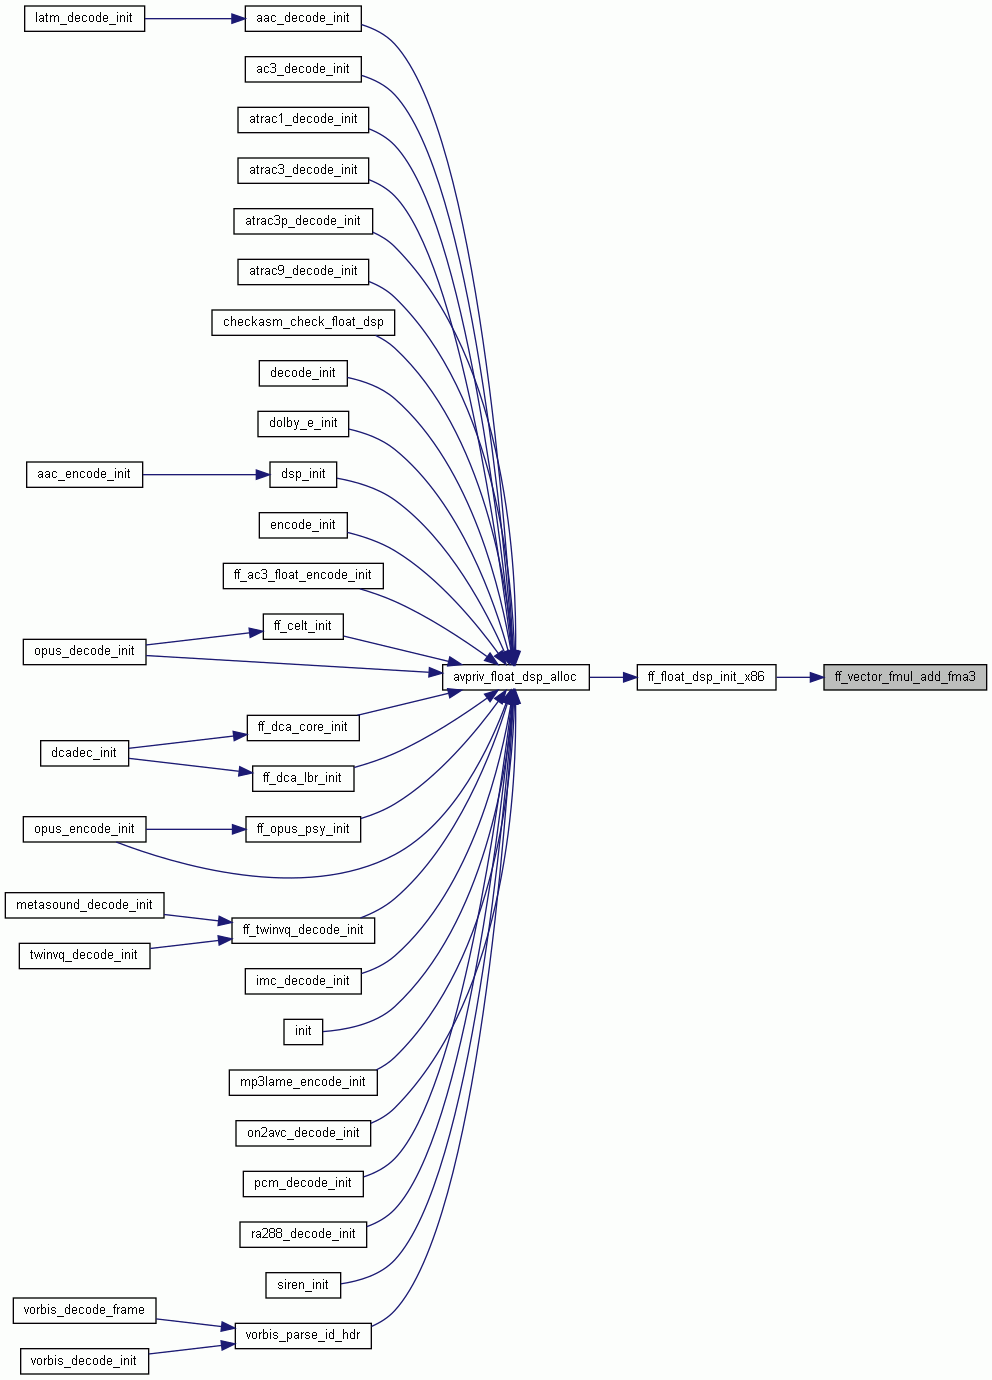 latm_decode_init
aac_decode_init
ac3_decode_init
atrac1_decode_init
atrac3_decode_init
atrac3p_decode_init
atrac9_decode_init
checkasm_check_float_dsp
decode_init
dolby_e_init
aac_encode_init
dsp_init
encode_init
ff_ac3_float_encode_init
ff_celt_init
opus_decode_init
avpriv_float_dsp_alloc
ff_float_dsp_init_x86
ff_vector_fmul_add_fma3
ff_dca_core_init
dcadec_init
ff_dca_lbr_init
opus_encode_init
ff_opus_psy_init
metasound_decode_init
ff_twinvq_decode_init
twinvq_decode_init
imc_decode_init
init
mp3lame_encode_init
on2avc_decode_init
pcm_decode_init
ra288_decode_init
siren_init
vorbis_decode_frame
vorbis_parse_id_hdr
vorbis_decode_init